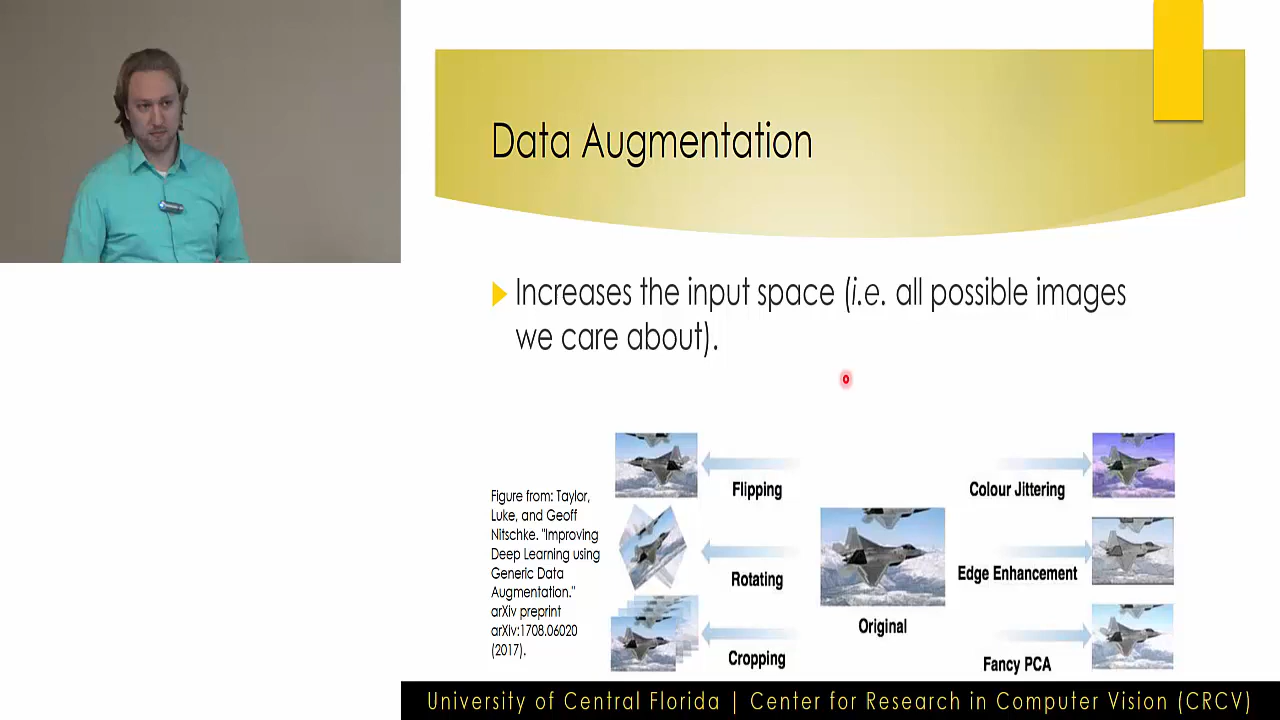 Data Augmentation
Increases the input space (i.e. all possible images
we care about).
Figure from: Taylor,
Luke, and Geoff
Nitschke. "Improving
Deep Learning using
Generic Data
Augmentation."
arXiv preprint
arXiv:1708.06020
(2017).
Flipping
Rotating
Cropping
Original
Colour Jittering
Edge Enhancement
Fancy PCA
University of Central Florida | Center for Research in Computer Vision (CRCV)